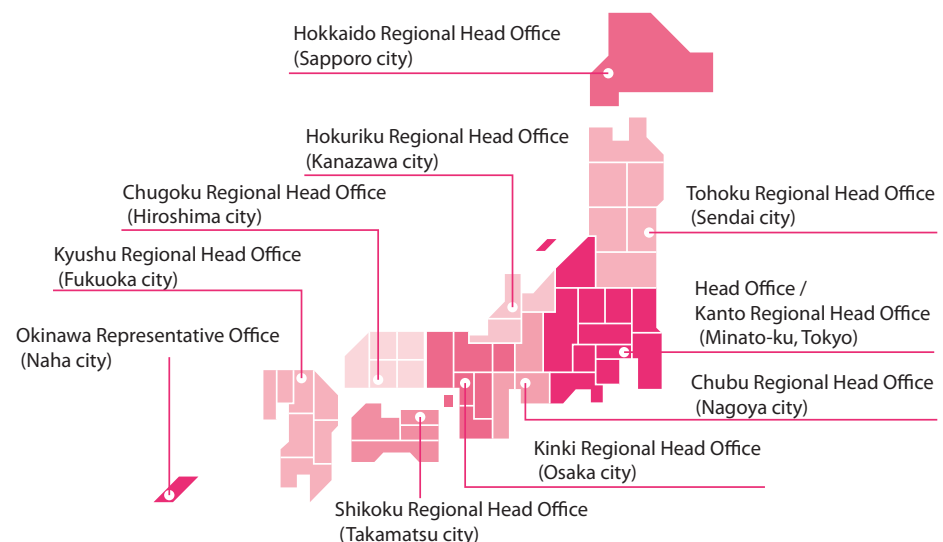 Hokkaido Regional Head Office
(Sapporo city)
Hokuriku Regional Head Office
(Kanazawa city)
Chugoku Regional Head Office
(Hiroshima city)
Tohoku Regional Head Office
(Sendai city)
Kyushu Regional Head Office
(Fukuoka city)
Head Office /
Kanto Regional Head Office
(Minato-ku, Tokyo)
Okinawa Representative Office
(Naha city)
Chubu Regional Head Office
(Nagoya city)
Kinki Regional Head Office
(Osaka city)
Shikoku Regional Head Office
(Takamatsu city)